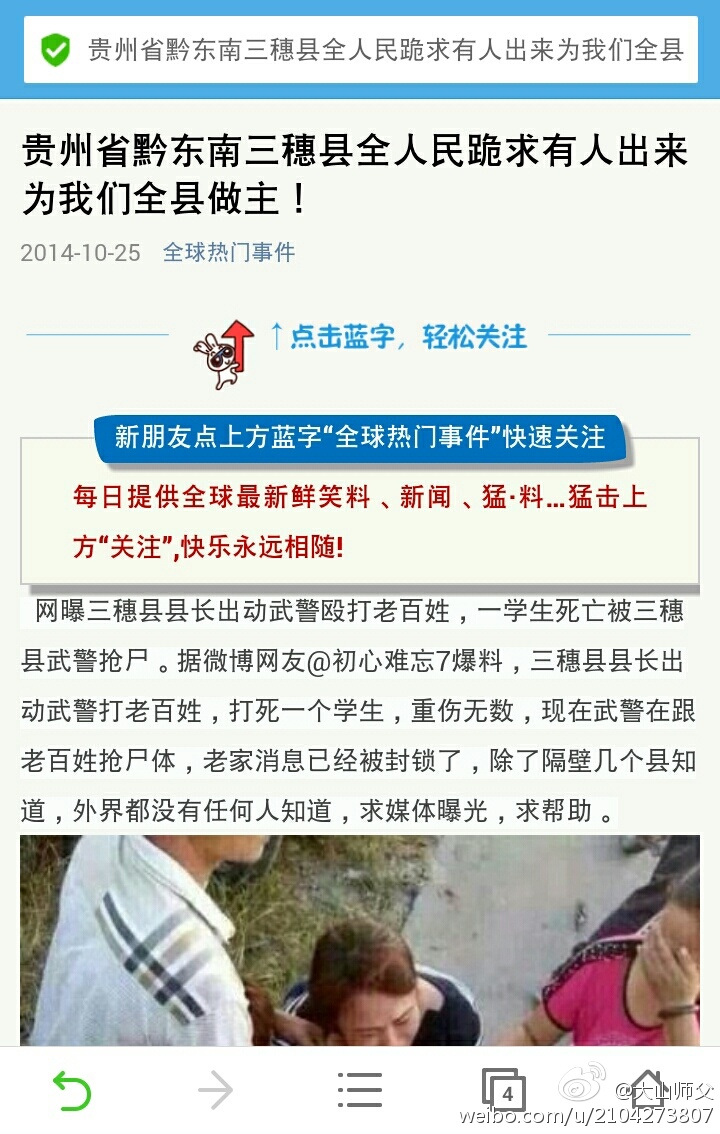 贵州省黔东南三穗县全人民跪求有人出来为我们全县
贵州省黔东南三穗县全人民跪求有人出来
为我们全县做主！
2014-10-25 全球热门事件
↑点击蓝字，轻松关注
新朋友点上方蓝字“全球热门事件”快速关注
每日提供全球最新鲜笑料、新闻、猛·料...猛击上
方“关注”,快乐永远相随!
网曝三穗县县长出动武警殴打老百姓，一学生死亡被三穗
县武警抢尸。据微博网友@初心难忘7爆料，三穗县县长出
动武警打老百姓，打死一个学生，重伤无数，现在武警在跟
老百姓抢尸体，老家消息已经被封锁了，除了隔壁几个县知
道，外界都没有任何人知道，求媒体曝光，求帮助。
4
@大山师父
weibo.com/u/2104273807